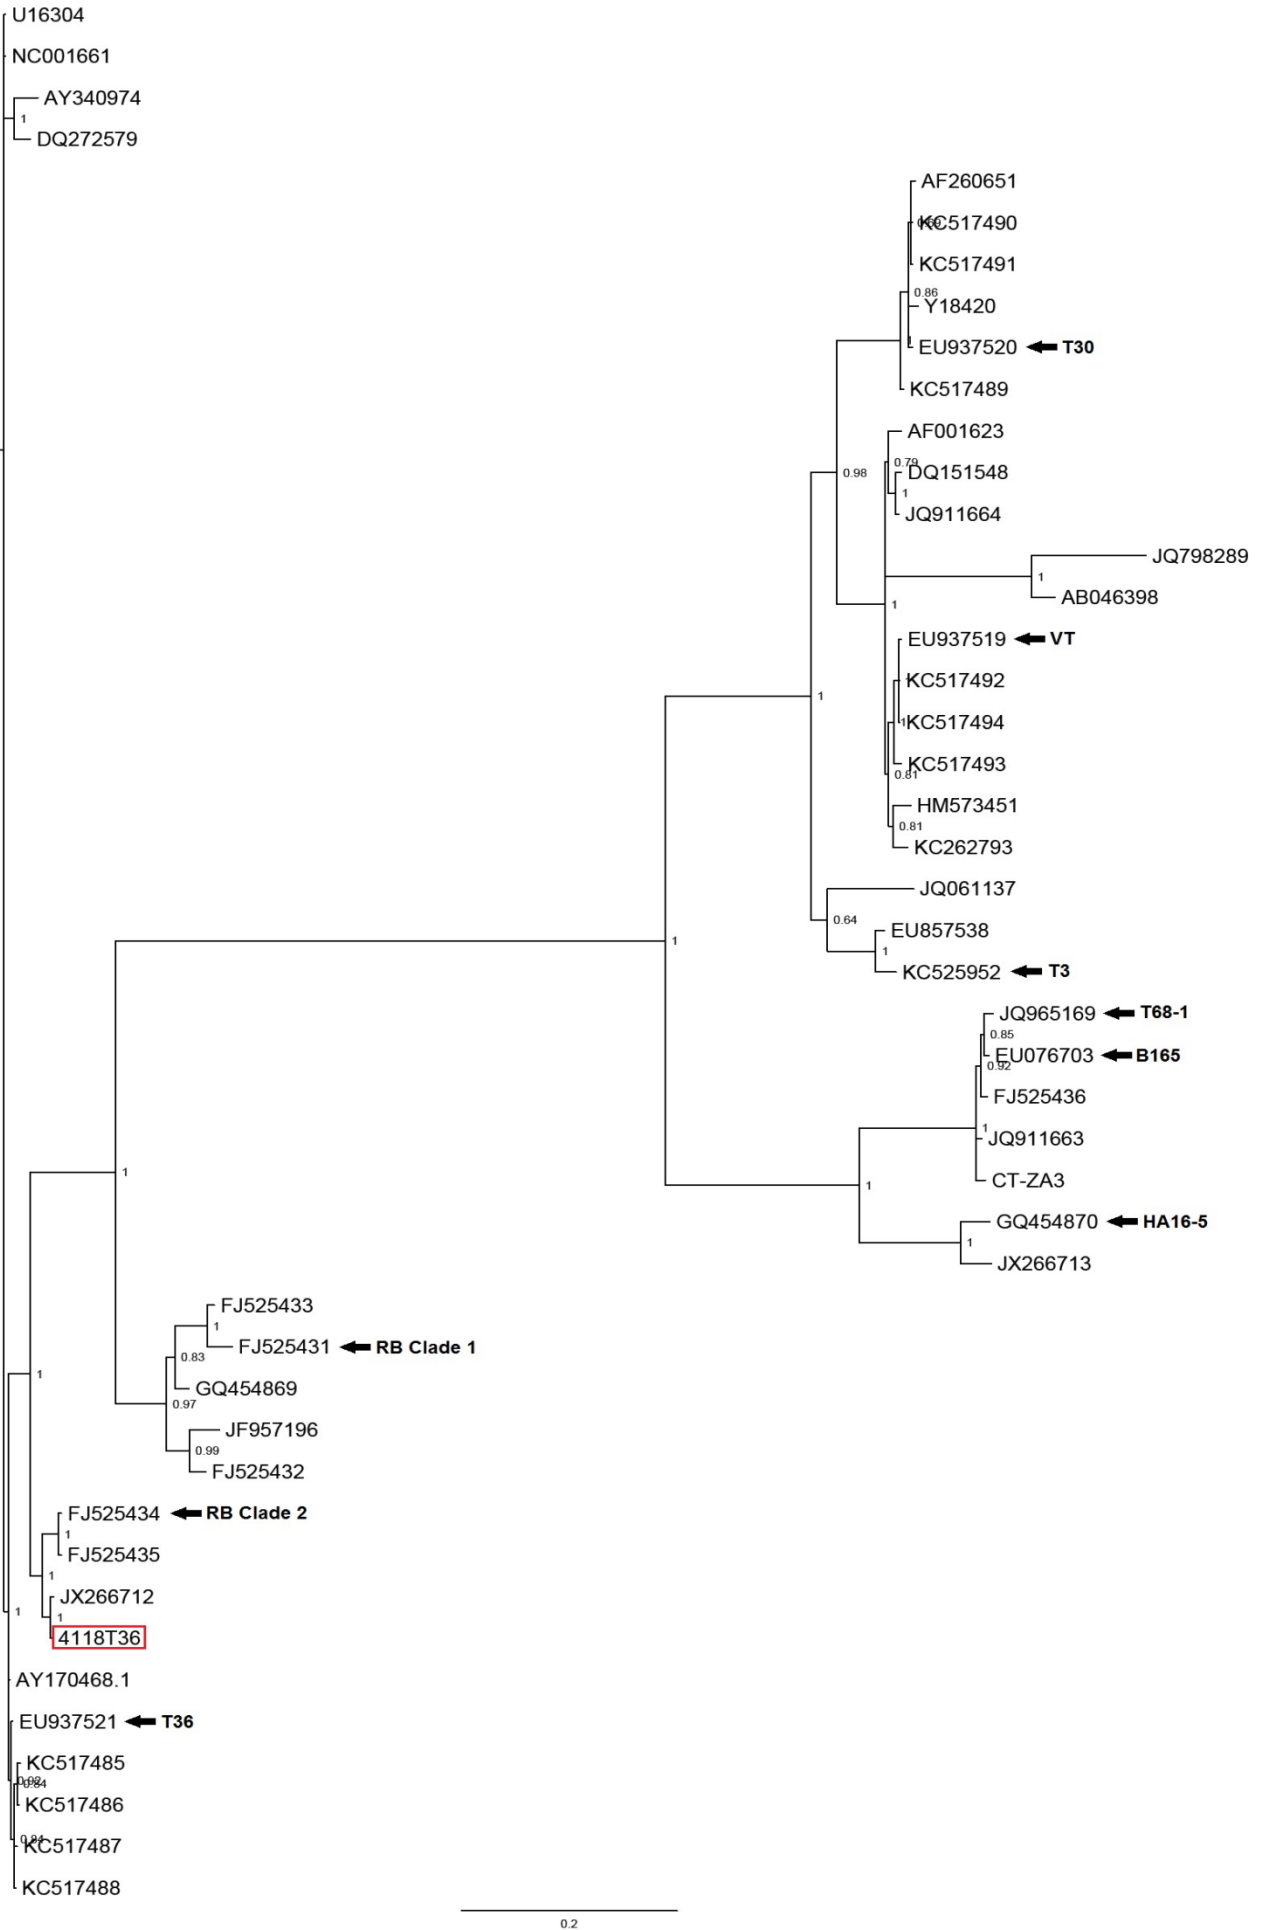 U16304
NC001661
AY340974
1
DQ272579
AF260651
KC517490
KC517491
0.86
Y18420
EU937520 T30
KC517489
AF001623
0.79
DQ151548
0.98
1
JQ911664
JQ798289
1
AB046398
1
EU937519 VT
KC517492
1
KC517494
KC517493
0.81
HM573451
0.81
KC262793
1
JQ061137
0.64
EU857538
1
KC525952 T3
1
JQ965169 T68-1
0.85
EU076703 B165
0.92
FJ525436
1
JQ911663
CT-ZA3
1
1
GQ454870 HA16-5
1
JX266713
FJ525433
1
FJ525431 RB Clade 1
0.83
GQ454869
0.97
JF957196
0.99
FJ525432
1
FJ525434 RB Clade 2
1
FJ525435
1
JX266712
1
1
4118T36
AY170468.1
EU937521 T36
KC517485
0.84
KC517486
KC517487
KC517488
0.2